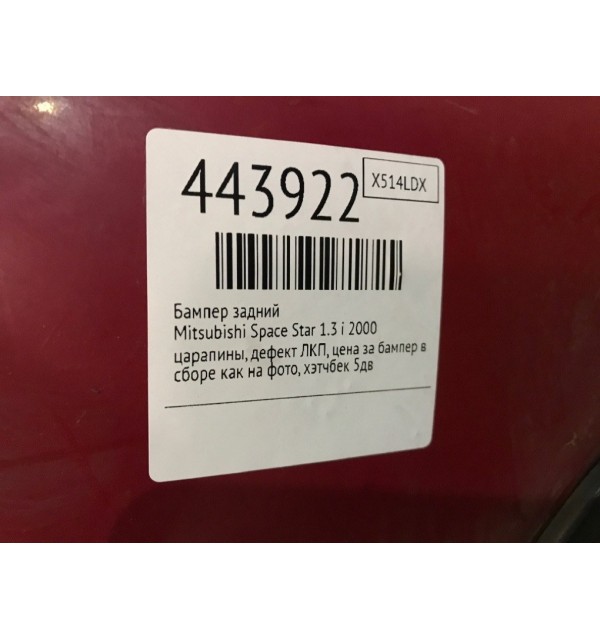 443922
X514LDX
Бампер задний
Mitsubishi Space Star 1.3 i 2000
царапины, дефект ЛКП, цена за бампер в
сборе как на фото, хэтчбек 5дв